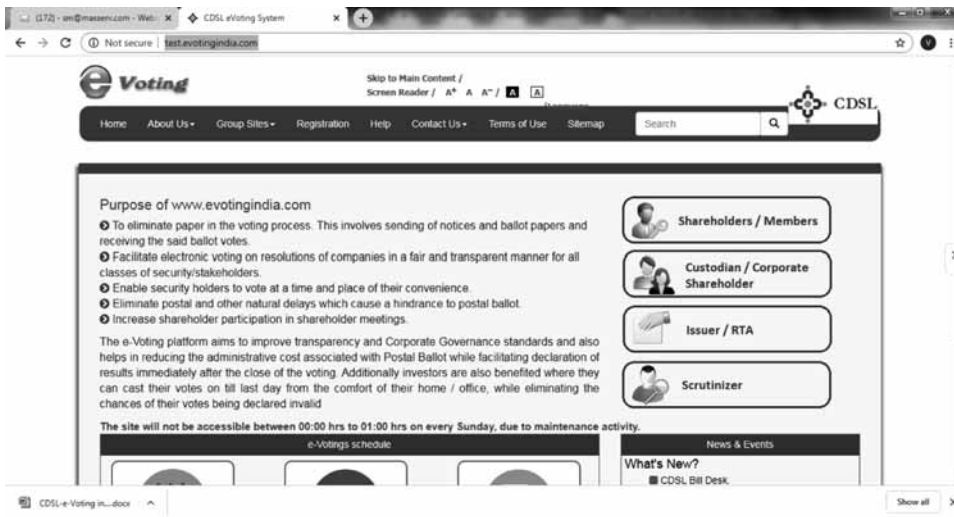 (172) - sm@masserv.com - Web
CDSL eVoting System
Not secure | test.evotingindia.com
e Voting
Skip to Main Content /
Screen Reader / A+ A A- / A A
CDSL
Home About Us Group Sites Registration Help Contact Us Terms of Use Sitemap Search
Purpose of www.evotingindia.com
To eliminate paper in the voting process. This involves sending of notices and ballot papers and
receiving the said ballot votes.
Facilitate electronic voting on resolutions of companies in a fair and transparent manner for all
classes of security/stakeholders.
Enable security holders to vote at a time and place of their convenience.
Eliminate postal and other natural delays which cause a hindrance to postal ballot.
Increase shareholder participation in shareholder meetings.
The e-Voting platform aims to improve transparency and Corporate Governance standards and also
helps in reducing the administrative cost associated with Postal Ballot while facilitating declaration of
results immediately after the close of the voting. Additionally investors are also benefited where they
can cast their votes on till last day from the comfort of their home / office, while eliminating the
chances of their votes being declared invalid
Shareholders / Members
Custodian / Corporate
Shareholder
Issuer / RTA
Scrutinizer
The site will not be accessible between 00:00 hrs to 01:00 hrs on every Sunday, due to maintenance activity.
e-Votings schedule
News & Events
What's New?
CDSL Bill Desk.
CDSL-e-Voting in....docx
Show all